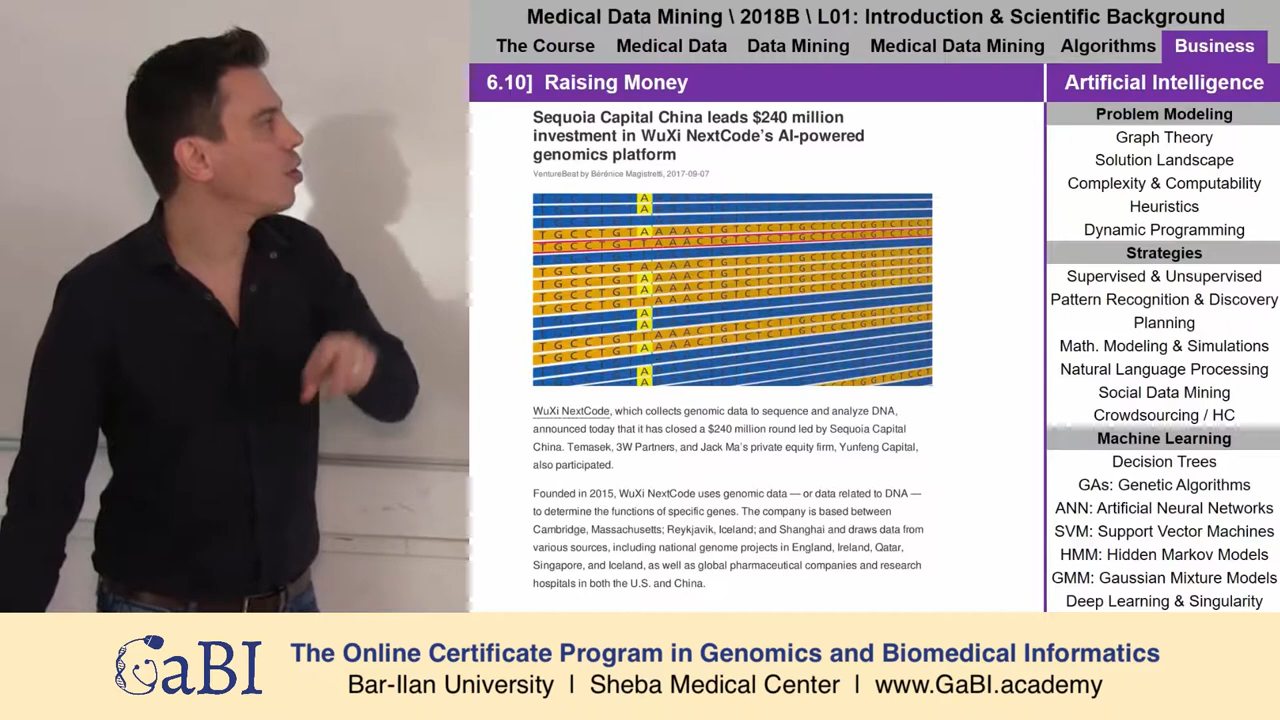 Medical Data Mining \ 2018B \ L01: Introduction & Scientific Background
The Course Medical Data Mining Medical Data Mining Algorithms Business
6.10] Raising Money
Artificial Intelligence
Sequoia Capital China leads $240 million
investment in WuXi NextCode's AI-powered
genomics platform
VentureBeat by Bérénice Magistretti, 2017-09-07
WuXi NextCode, which collects genomic data to sequence and analyze DNA,
announced today that it has closed a $240 million round led by Sequoia Capital
China. Temasek, 3W Partners, and Jack Ma's private equity firm, Yunfeng Capital,
also participated.
Founded in 2015, WuXi NextCode uses genomic data — or data related to DNA —
to determine the functions of specific genes. The company is based between
Cambridge, Massachusetts; Reykjavik, Iceland; and Shanghai and draws data from
various sources, including national genome projects in England, Ireland, Qatar,
Singapore, and Iceland, as well as global pharmaceutical companies and research
hospitals in both the U.S. and China.
Problem Modeling
Graph Theory
Solution Landscape
Complexity & Computability
Heuristics
Dynamic Programming
Strategies
Supervised & Unsupervised
Pattern Recognition & Discovery
Planning
Math. Modeling & Simulations
Natural Language Processing
Social Data Mining
Crowdsourcing / HC
Machine Learning
Decision Trees
GAs: Genetic Algorithms
ANN: Artificial Neural Networks
SVM: Support Vector Machines
HMM: Hidden Markov Models
GMM: Gaussian Mixture Models
Deep Learning & Singularity
GaBI
The Online Certificate Program in Genomics and Biomedical Informatics
Bar-Ilan University | Sheba Medical Center | www.GaBI.academy